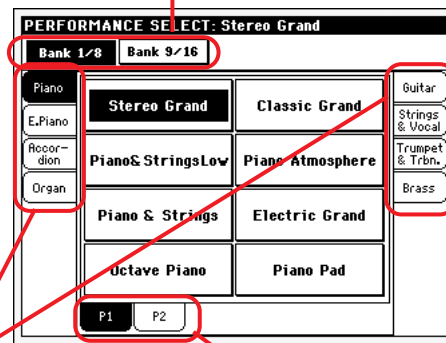 PERFORMANCE SELECT: Stereo Grand
Bank 1/8 Bank 9/16
Piano
E.Piano
Accor-
dion
Organ
Stereo Grand Classic Grand
Piano&StringsLow Piano Atmosphere
Piano & Strings Electric Grand
Octave Piano Piano Pad
Guitar
Strings
& Vocal
Trumpet
& Trbn.
Brass
P1 P2